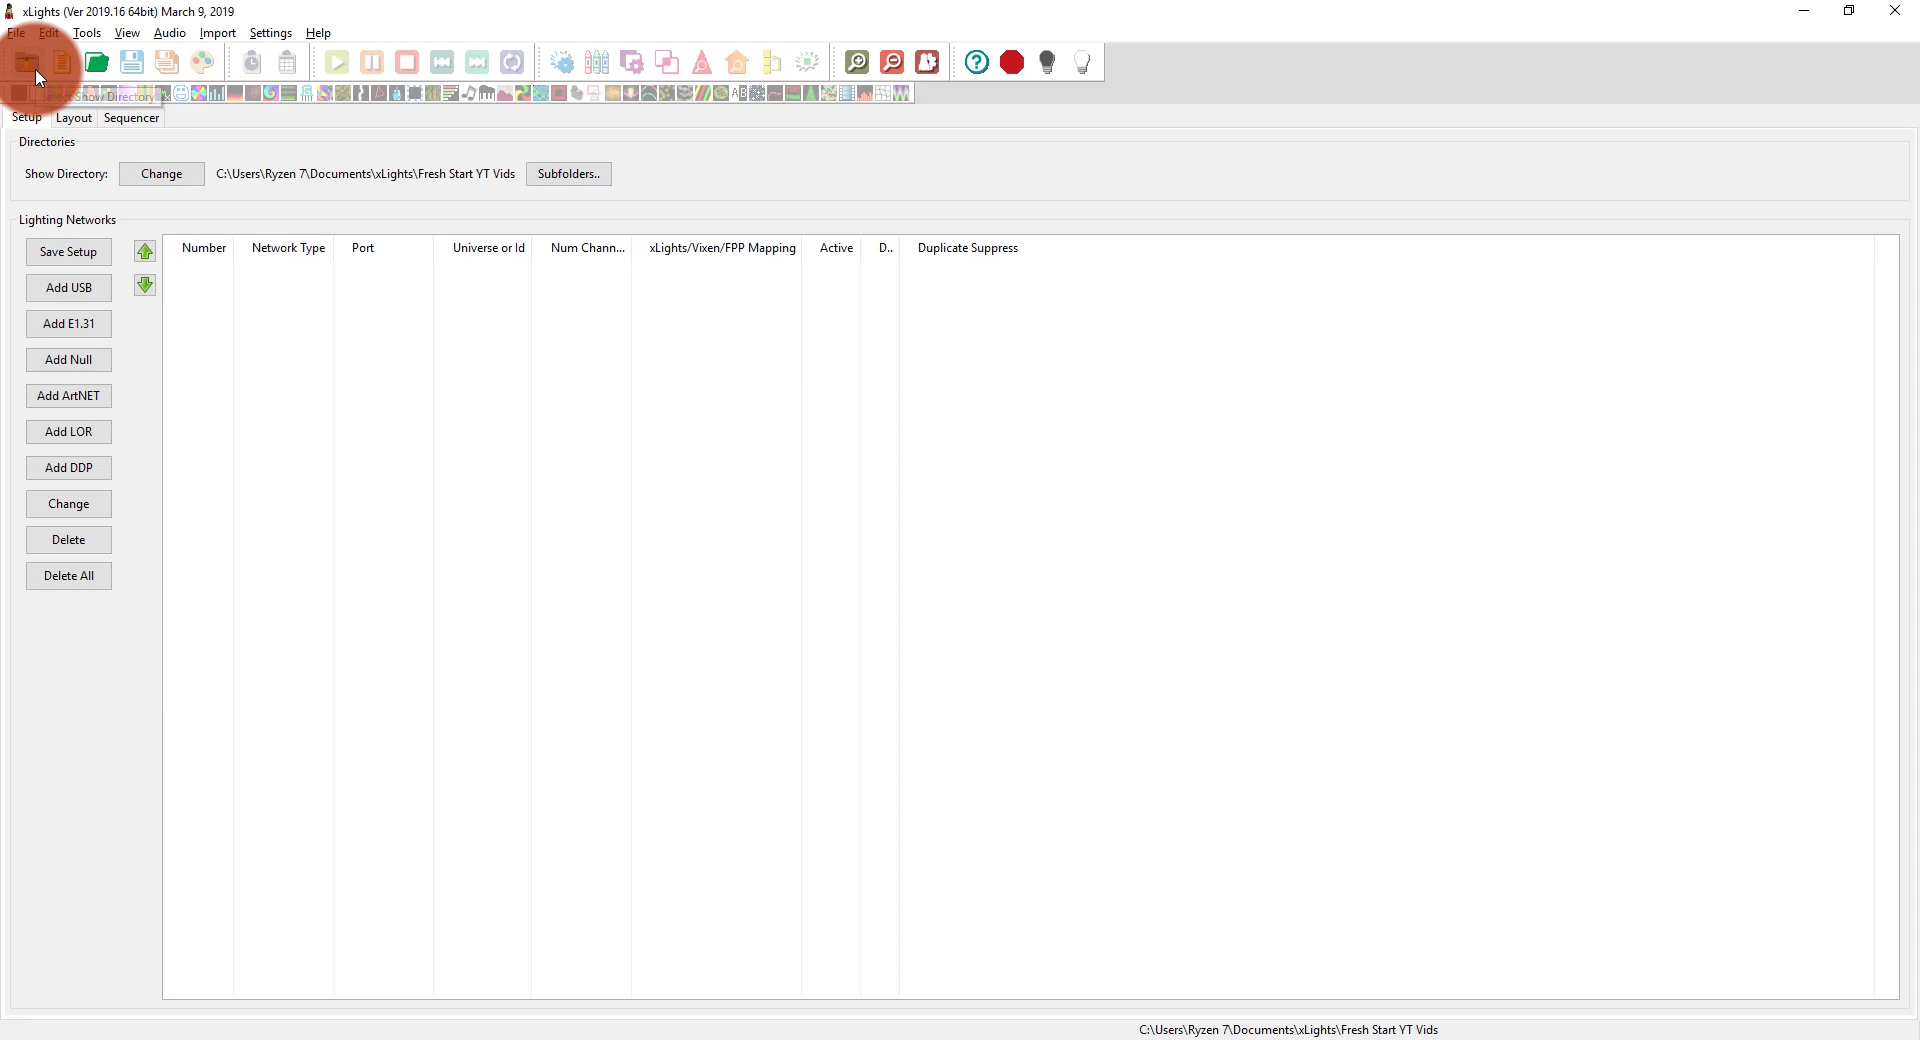 xLights (Ver 2019.16 64bit) March 9, 2019
File Edit Tools View Audio Import Settings Help
Select Show Directory
Setup Layout Sequencer
Directories
Show Directory: Change C:\Users\Ryzen 7\Documents\xLights\Fresh Start YT Vids Subfolders..
Lighting Networks
Save Setup
Number Network Type Port Universe or Id Num Chann... xLights/Vixen/FPP Mapping Active D.. Duplicate Suppress
Add USB
Add E1.31
Add Null
Add ArtNET
Add LOR
Add DDP
Change
Delete
Delete All
C:\Users\Ryzen 7\Documents\xLights\Fresh Start YT Vids